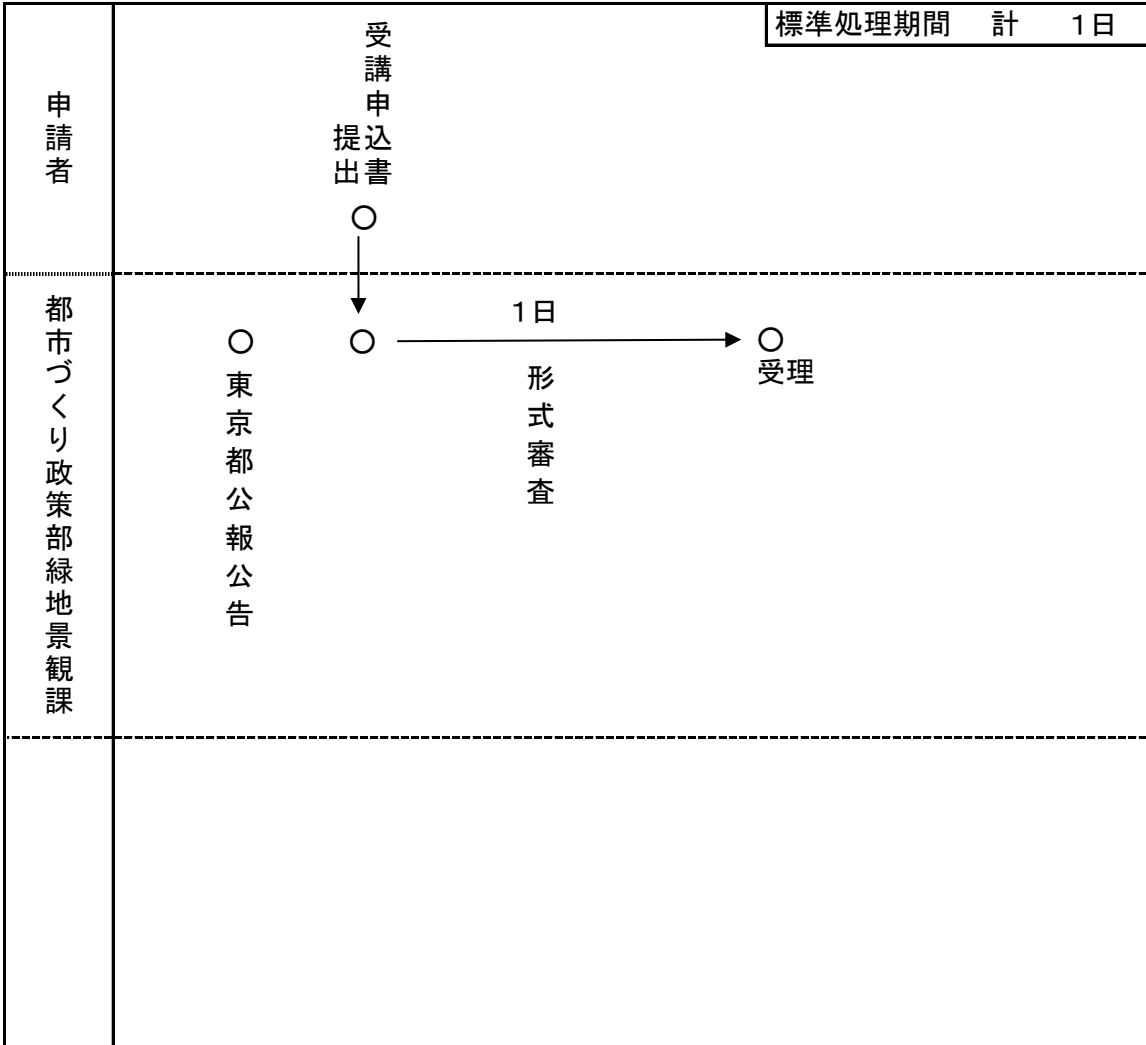 標準処理期間　計　1日
申請者
受講申込書
提出
都市づくり政策部緑地景観課
東京都公報公告
1日
形式審査
受理